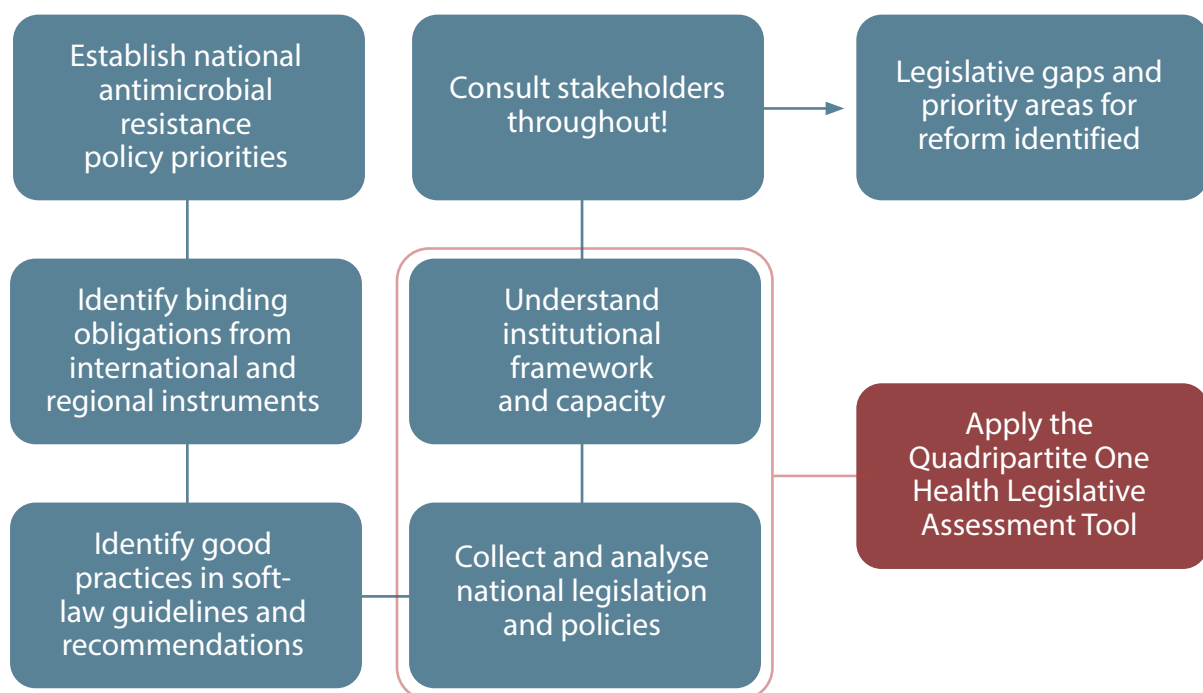 Establish national
antimicrobial
resistance
policy priorities
Identify binding
obligations from
international and
regional instruments
Identify good
practices in soft-
law guidelines and
recommendations
Collect and analyse
national legislation
and policies
Understand
institutional
framework
and capacity
Consult stakeholders
throughout!
Legislative gaps and
priority areas for
reform identified
Apply the
Quadripartite One
Health Legislative
Assessment Tool